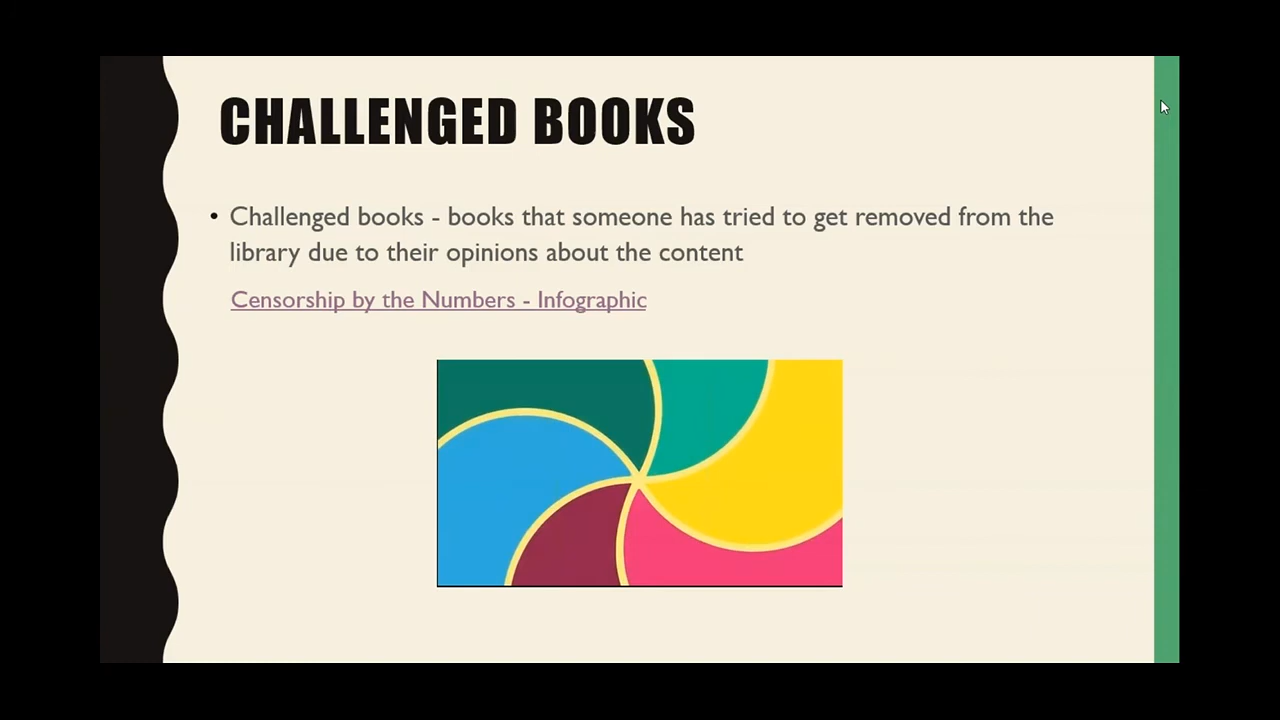 CHALLENGED BOOKS
• Challenged books - books that someone has tried to get removed from the
library due to their opinions about the content
Censorship by the Numbers - Infographic